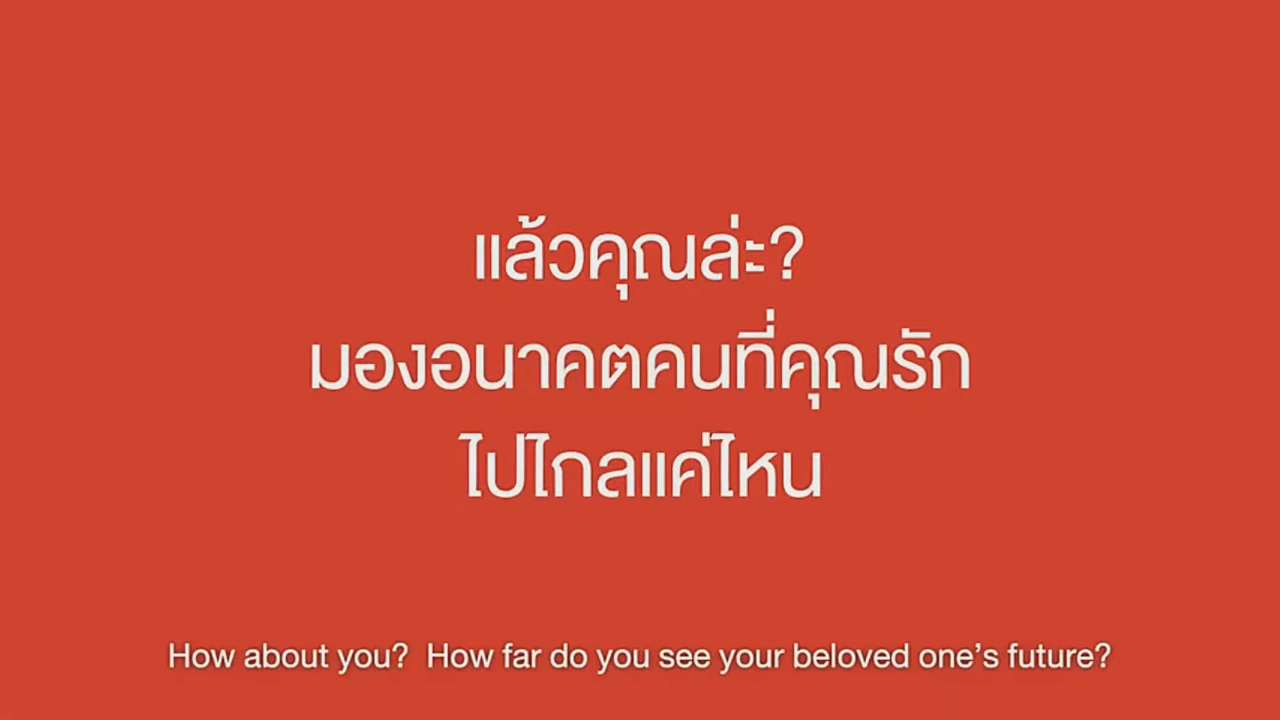 แล้วคุณล่ะ?
มองอนาคตคนที่คุณรัก
ไปไกลแค่ไหน
How about you?  How far do you see your beloved one's future?